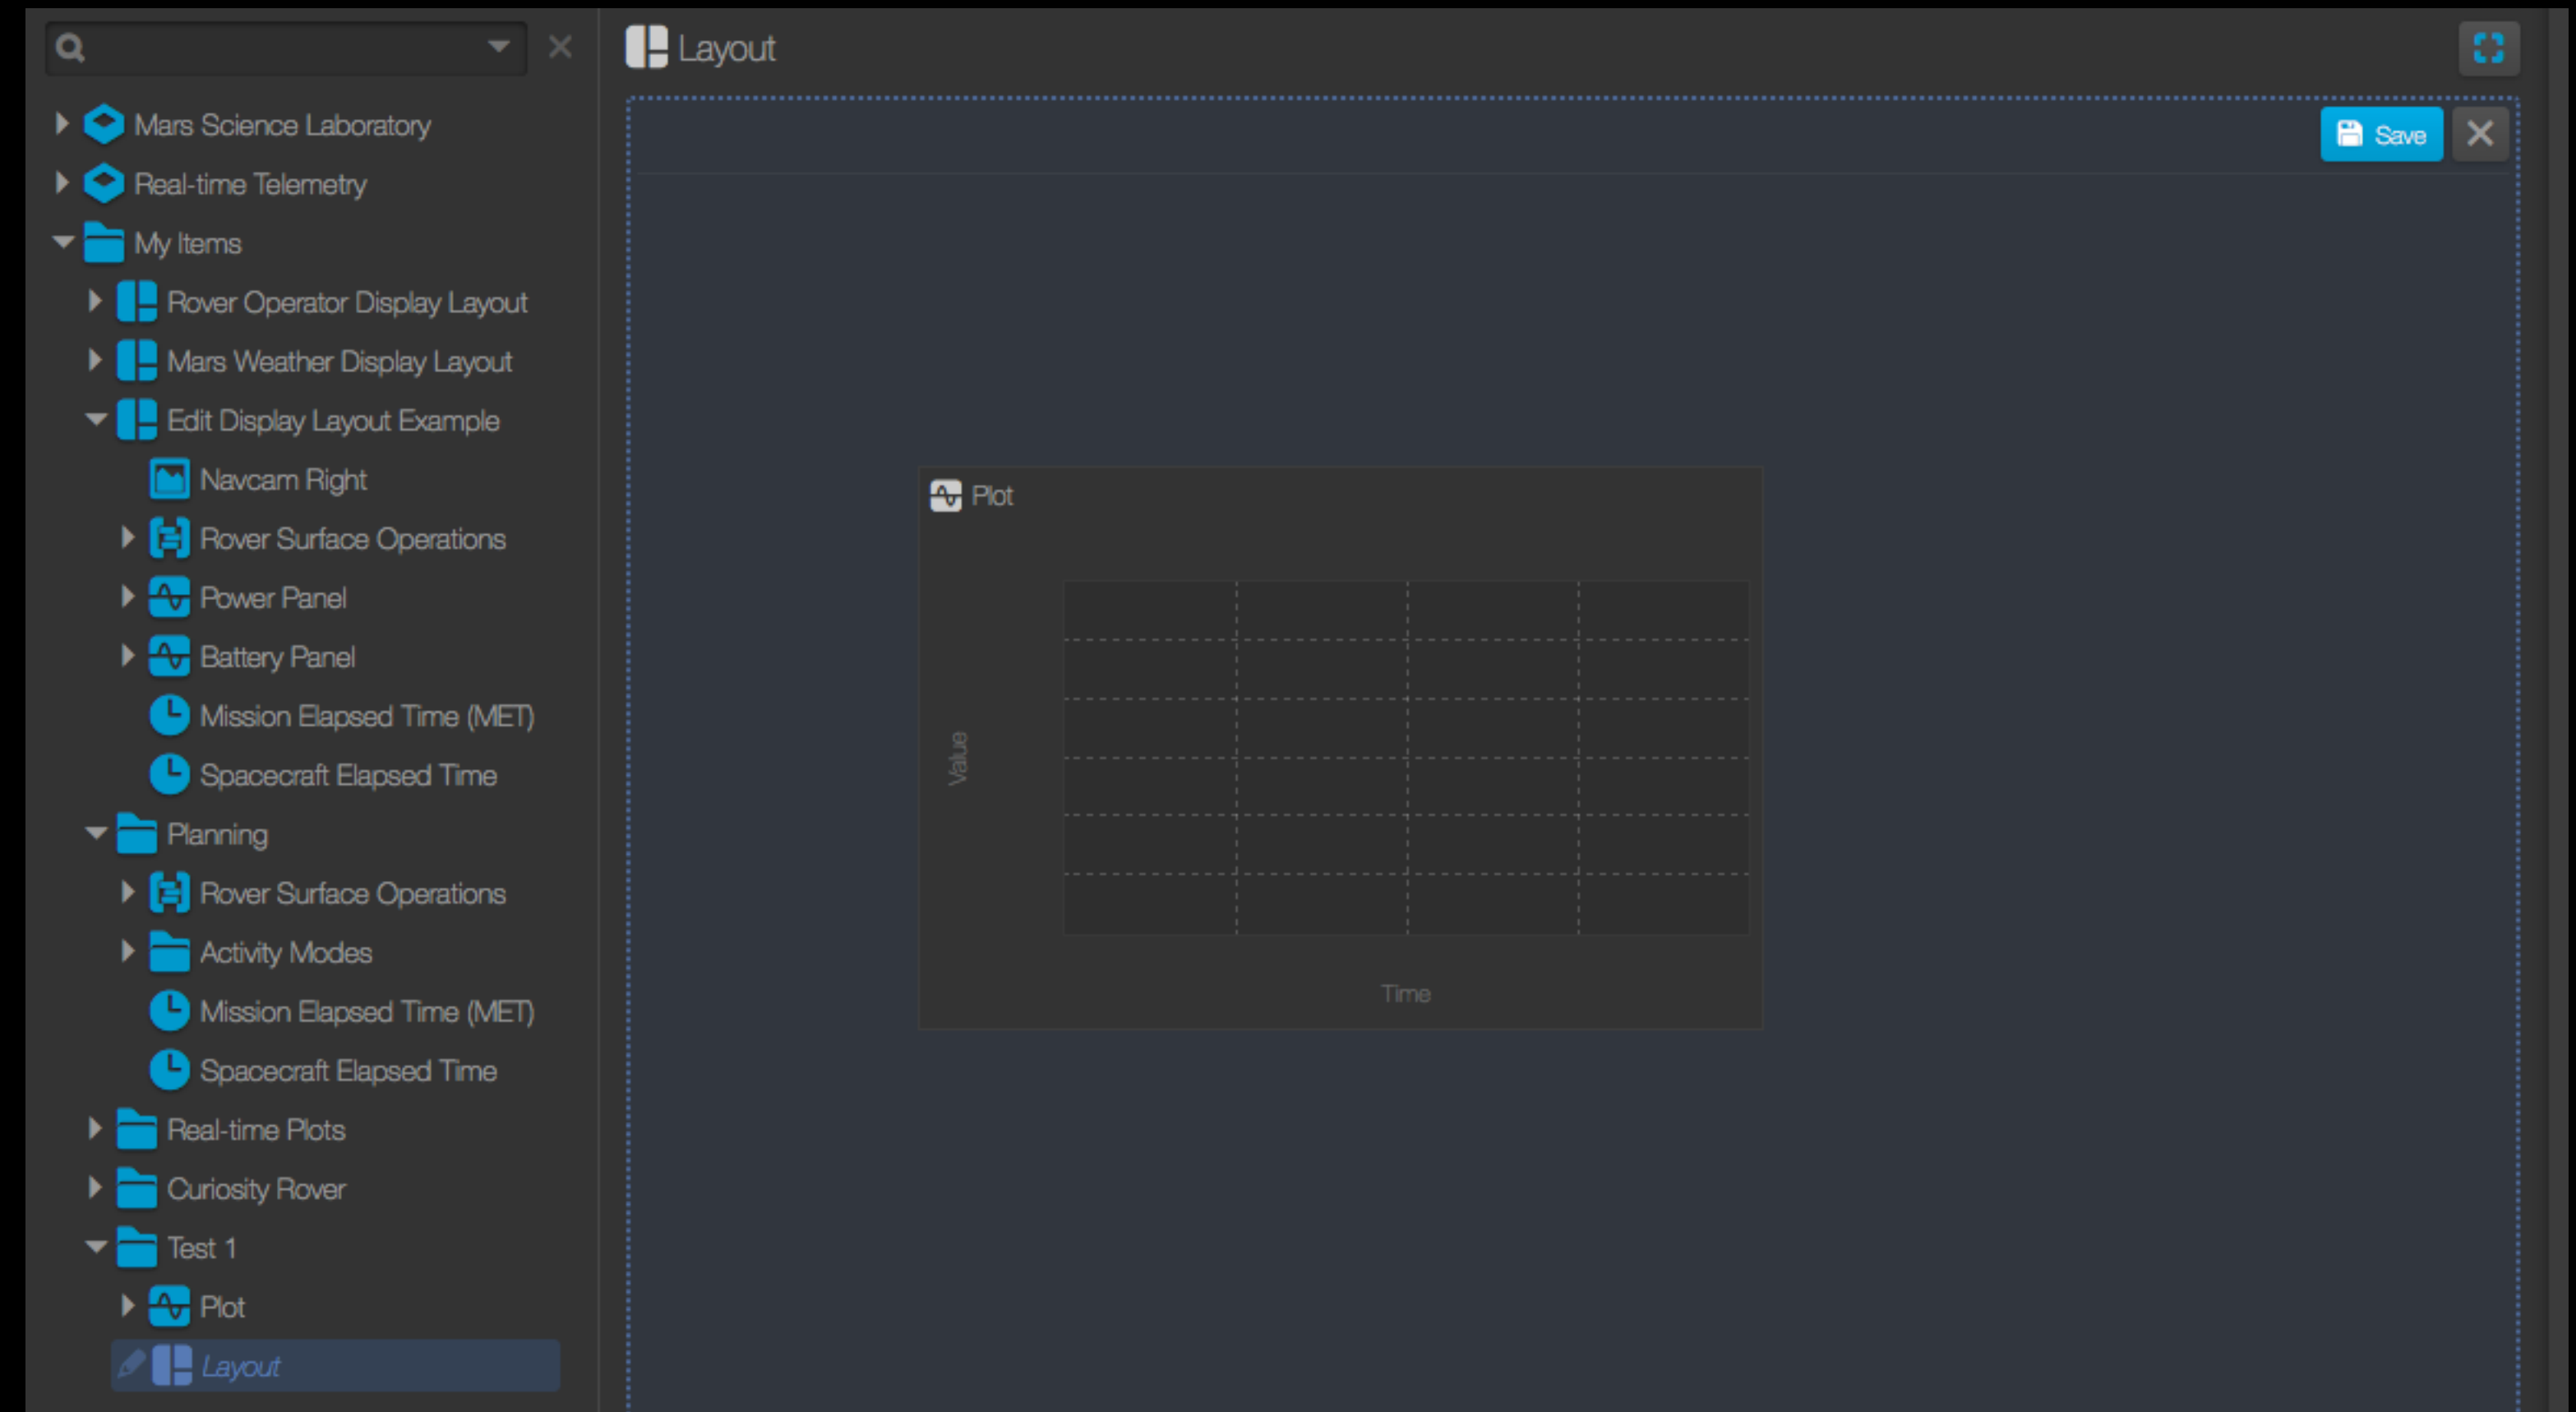 Layout
Mars Science Laboratory
Save
Real-time Telemetry
My Items
Rover Operator Display Layout
Mars Weather Display Layout
Edit Display Layout Example
Navcam Right
Rover Surface Operations
Power Panel
Battery Panel
Mission Elapsed Time (MET)
Spacecraft Elapsed Time
Planning
Rover Surface Operations
Activity Modes
Mission Elapsed Time (MET)
Spacecraft Elapsed Time
Real-time Plots
Curiosity Rover
Test 1
Plot
Layout
Plot
Value
Time